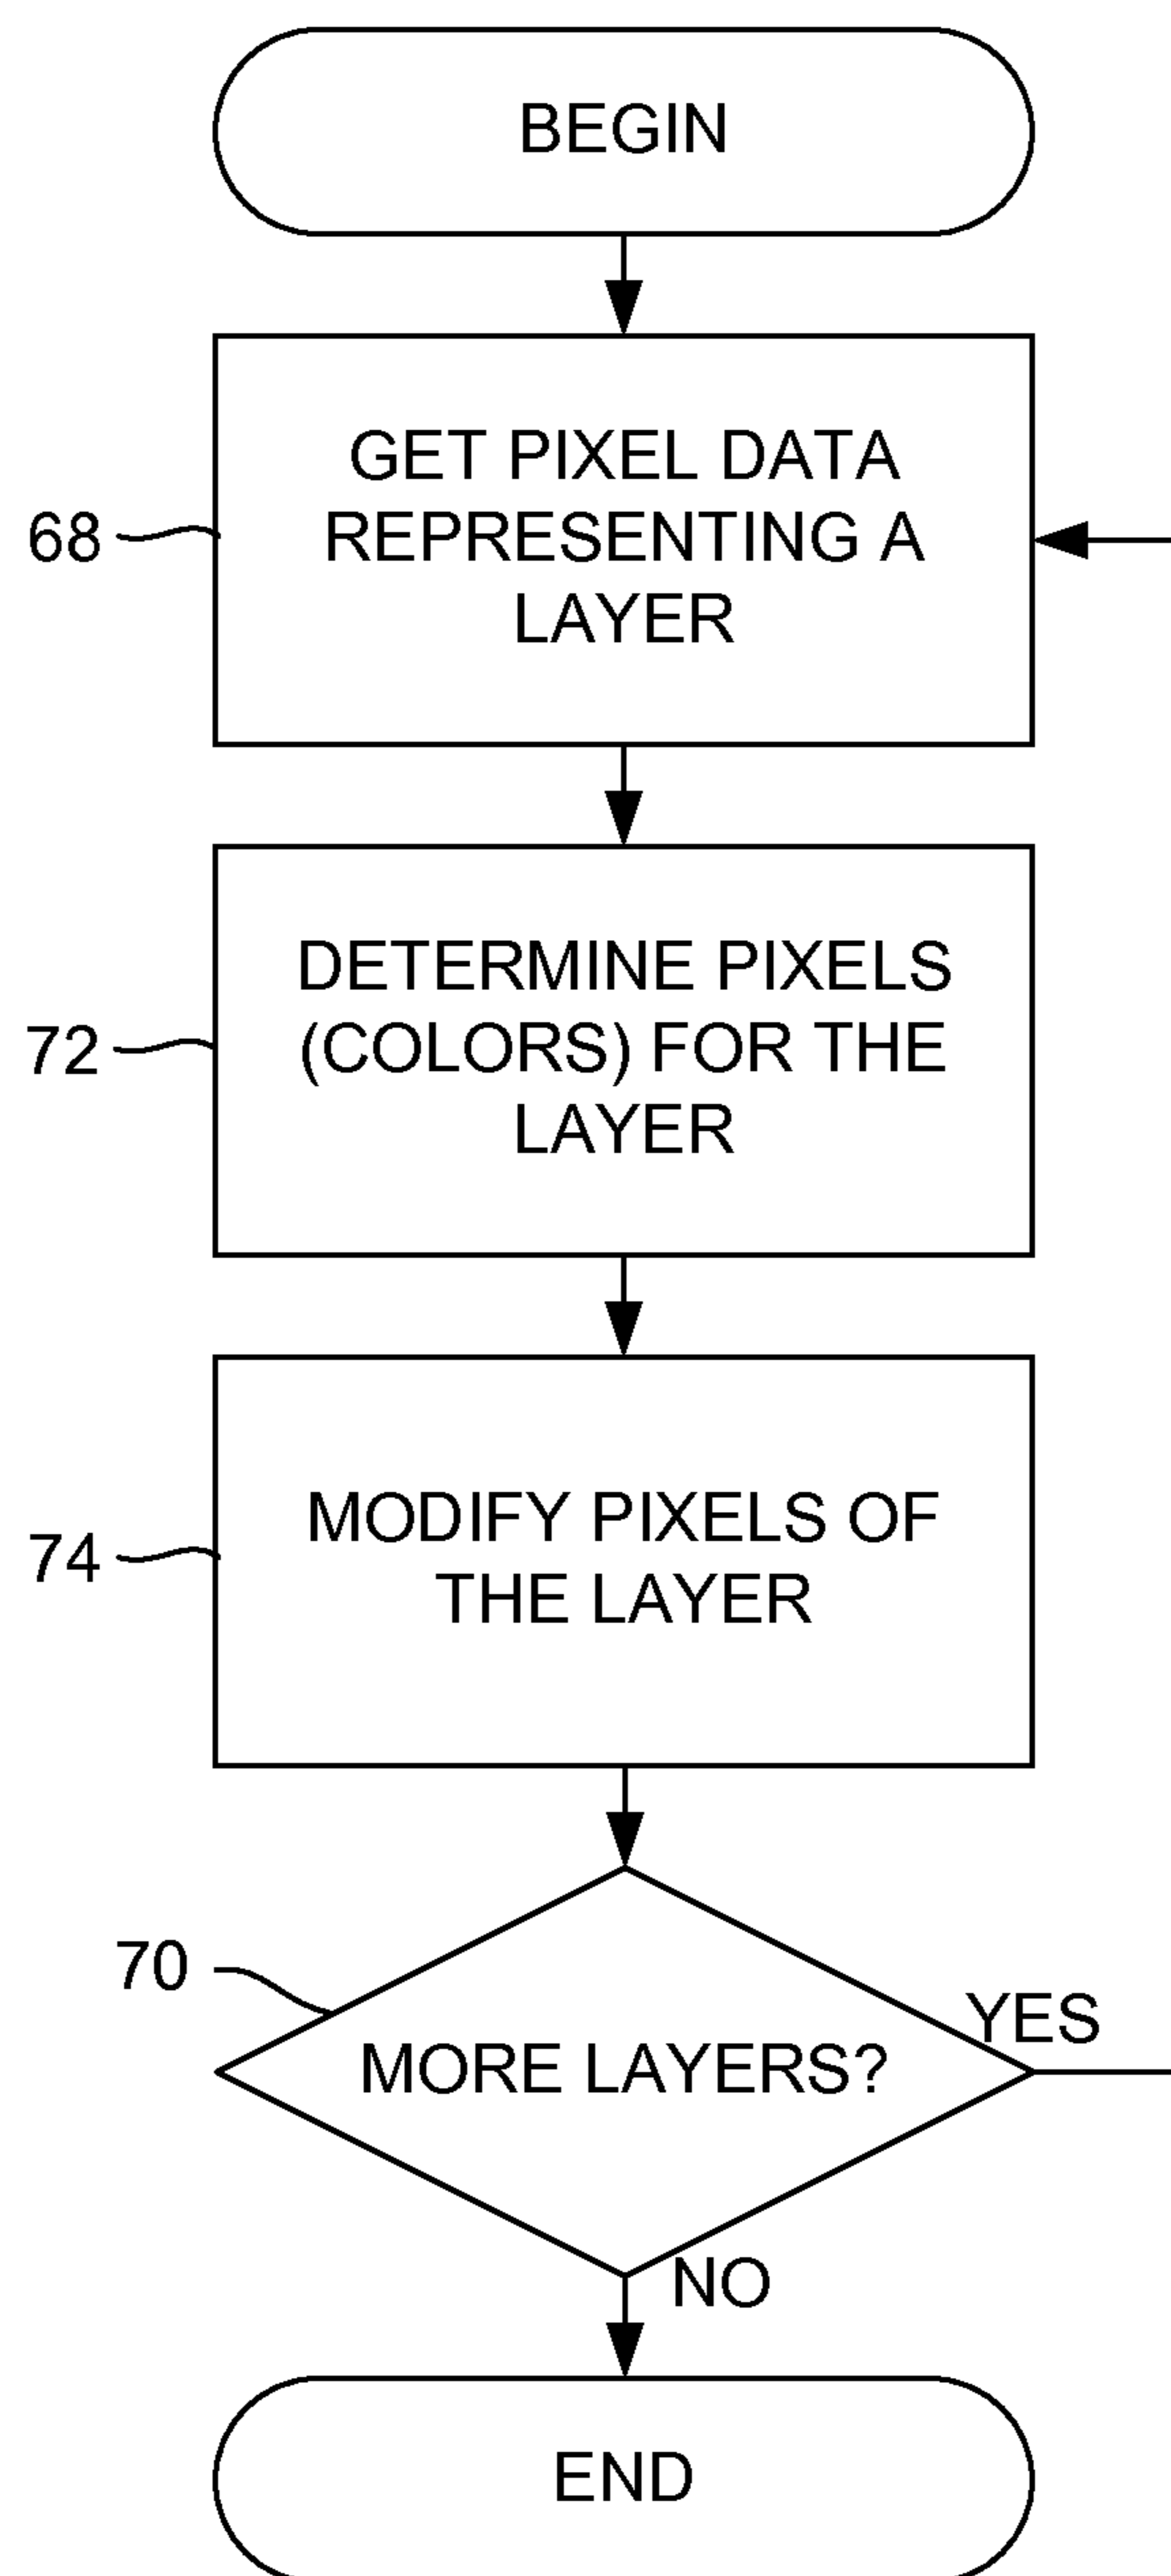 BEGIN
GET PIXEL DATA
REPRESENTING A
LAYER
68
DETERMINE PIXELS
(COLORS) FOR THE
LAYER
72
MODIFY PIXELS OF
THE LAYER
74
70
MORE LAYERS?
YES
NO
END